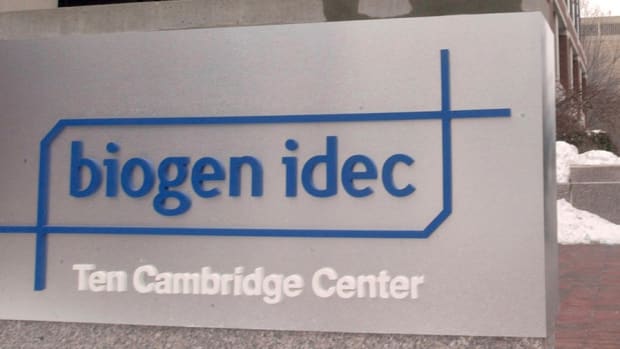 biogen idec
Ten Cambridge Center